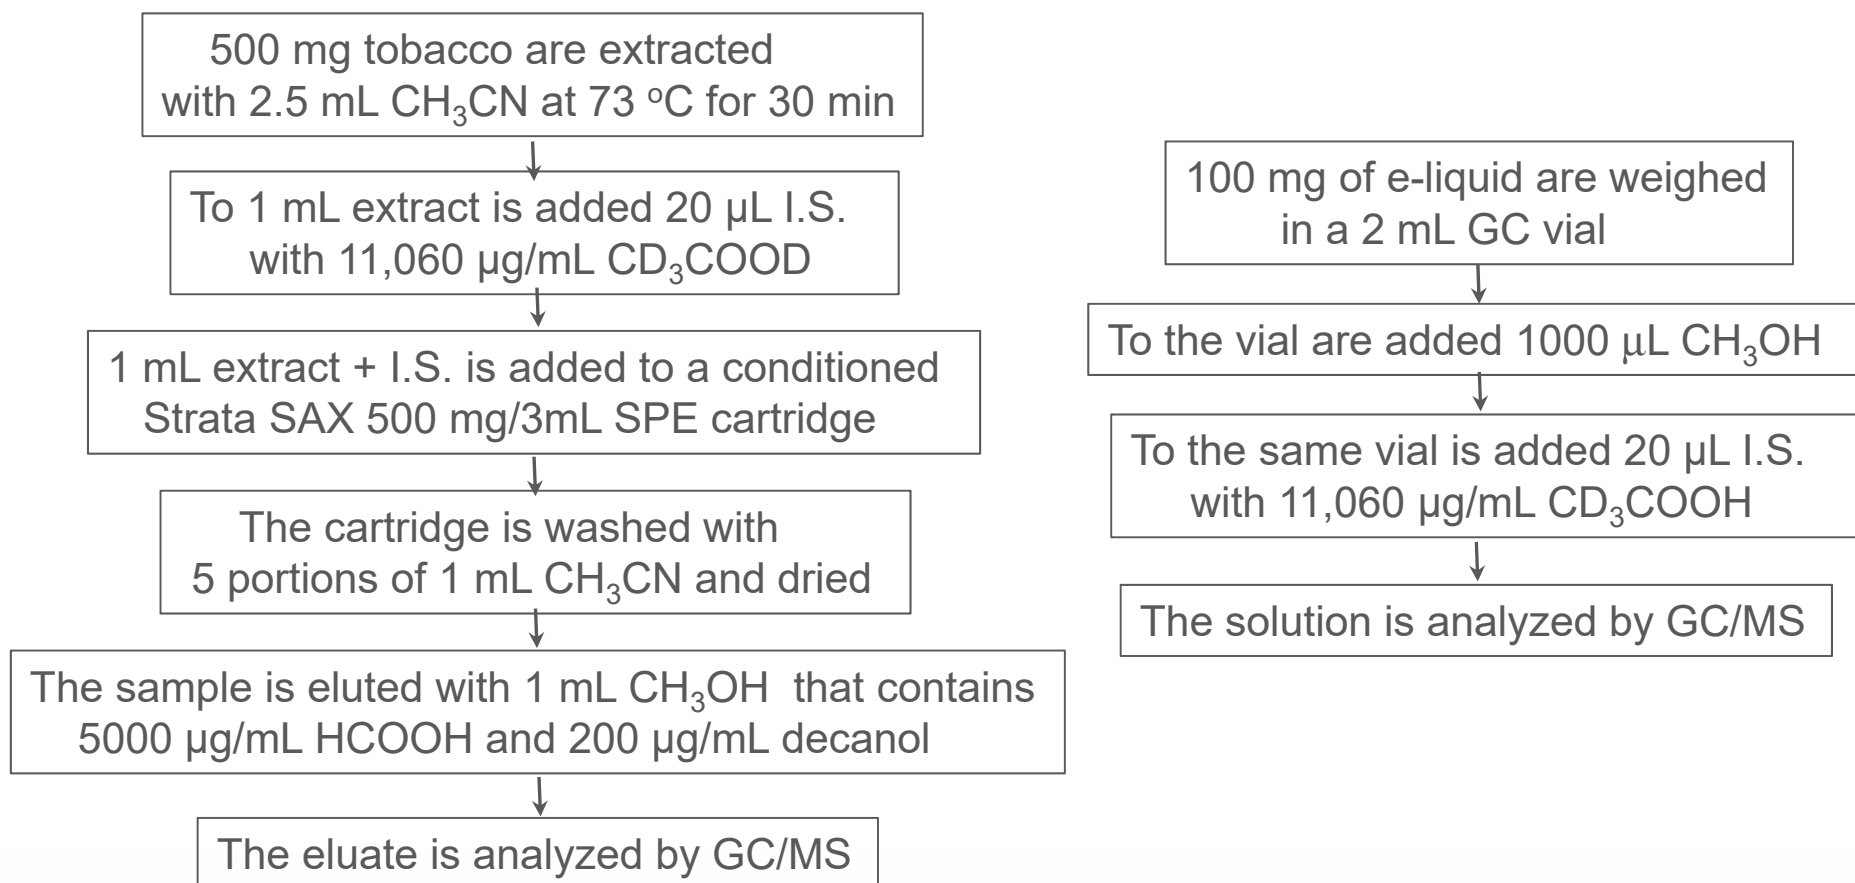 500 mg tobacco are extracted
with 2.5 mL CH₃CN at 73 ºC for 30 min
To 1 mL extract is added 20 µL I.S.
with 11,060 µg/mL CD₃COOD
1 mL extract + I.S. is added to a conditioned
Strata SAX 500 mg/3mL SPE cartridge
The cartridge is washed with
5 portions of 1 mL CH₃CN and dried
The sample is eluted with 1 mL CH₃OH that contains
5000 µg/mL HCOOH and 200 µg/mL decanol
The eluate is analyzed by GC/MS
100 mg of e-liquid are weighed
in a 2 mL GC vial
To the vial are added 1000 μL CH₃OH
To the same vial is added 20 µL I.S.
with 11,060 µg/mL CD₃COOH
The solution is analyzed by GC/MS